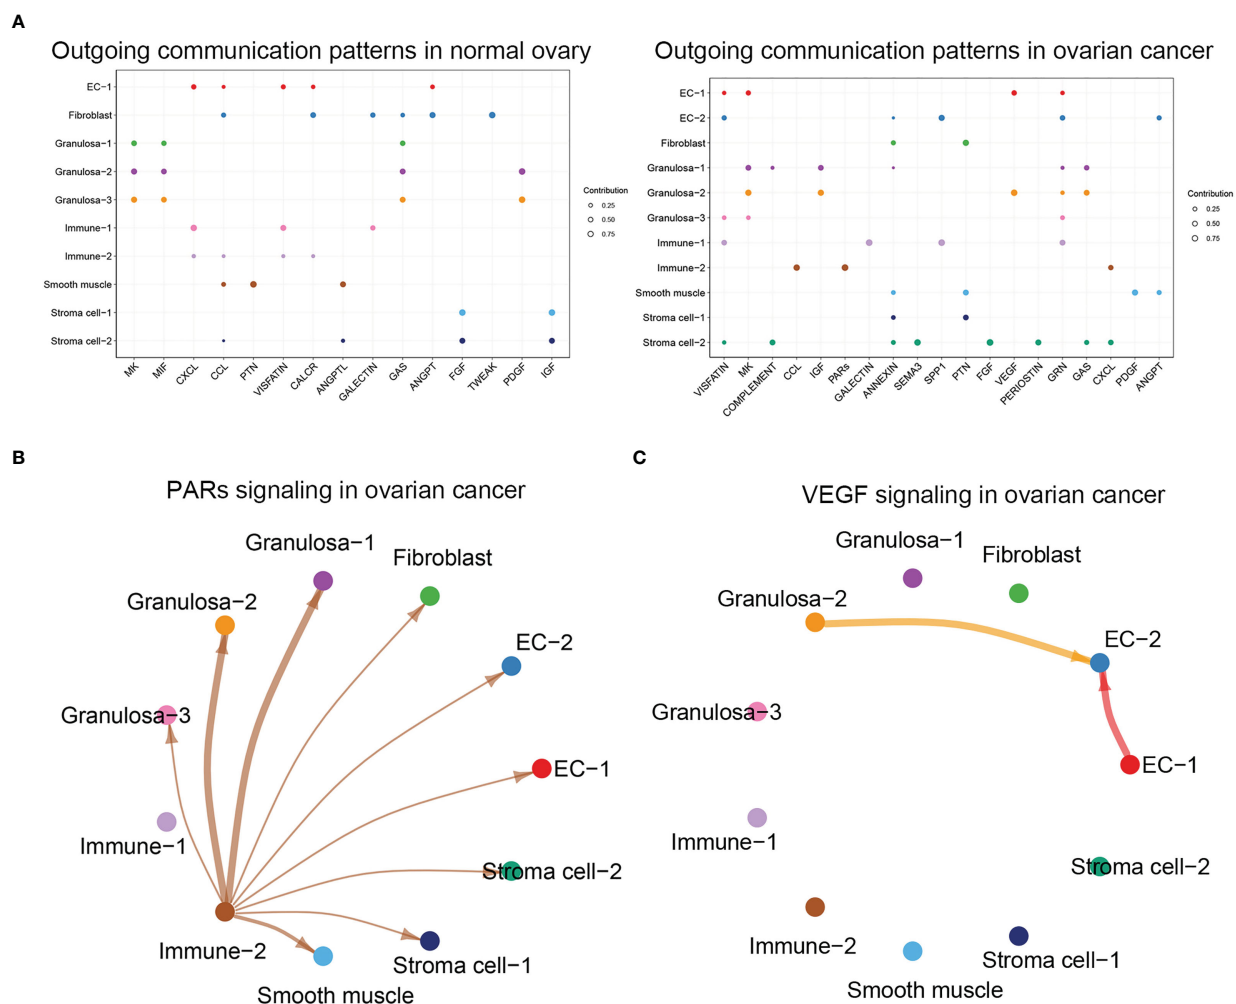 A
Outgoing communication patterns in normal ovary
EC−1
Fibroblast
Granulosa−1
Granulosa−2
Granulosa−3
Immune−1
Immune−2
Smooth muscle
Stroma cell−1
Stroma cell−2
MK
MIF
CXCL
CCL
PTN
VISFATIN
CALCR
ANGPTL
GALECTIN
GAS
ANGPT
FGF
TWEAK
PDGF
IGF
Contribution
0.25
0.50
0.75
Outgoing communication patterns in ovarian cancer
EC−1
EC−2
Fibroblast
Granulosa−1
Granulosa−2
Granulosa−3
Immune−1
Immune−2
Smooth muscle
Stroma cell−1
Stroma cell−2
VISFATIN
MK
COMPLEMENT
CCL
IGF
PARs
GALECTIN
ANNEXIN
SEMA3
SPP1
PTN
FGF
VEGF
PERIOSTIN
GRN
GAS
CXCL
PDGF
ANGPT
Contribution
0.25
0.50
0.75
B
PARs signaling in ovarian cancer
Granulosa−1
Fibroblast
Granulosa−2
EC−2
Granulosa−3
EC−1
Immune−1
Stroma cell−2
Immune−2
Stroma cell−1
Smooth muscle
C
VEGF signaling in ovarian cancer
Granulosa−1
Fibroblast
Granulosa−2
EC−2
Granulosa−3
EC−1
Immune−1
Stroma cell−2
Immune−2
Stroma cell−1
Smooth muscle